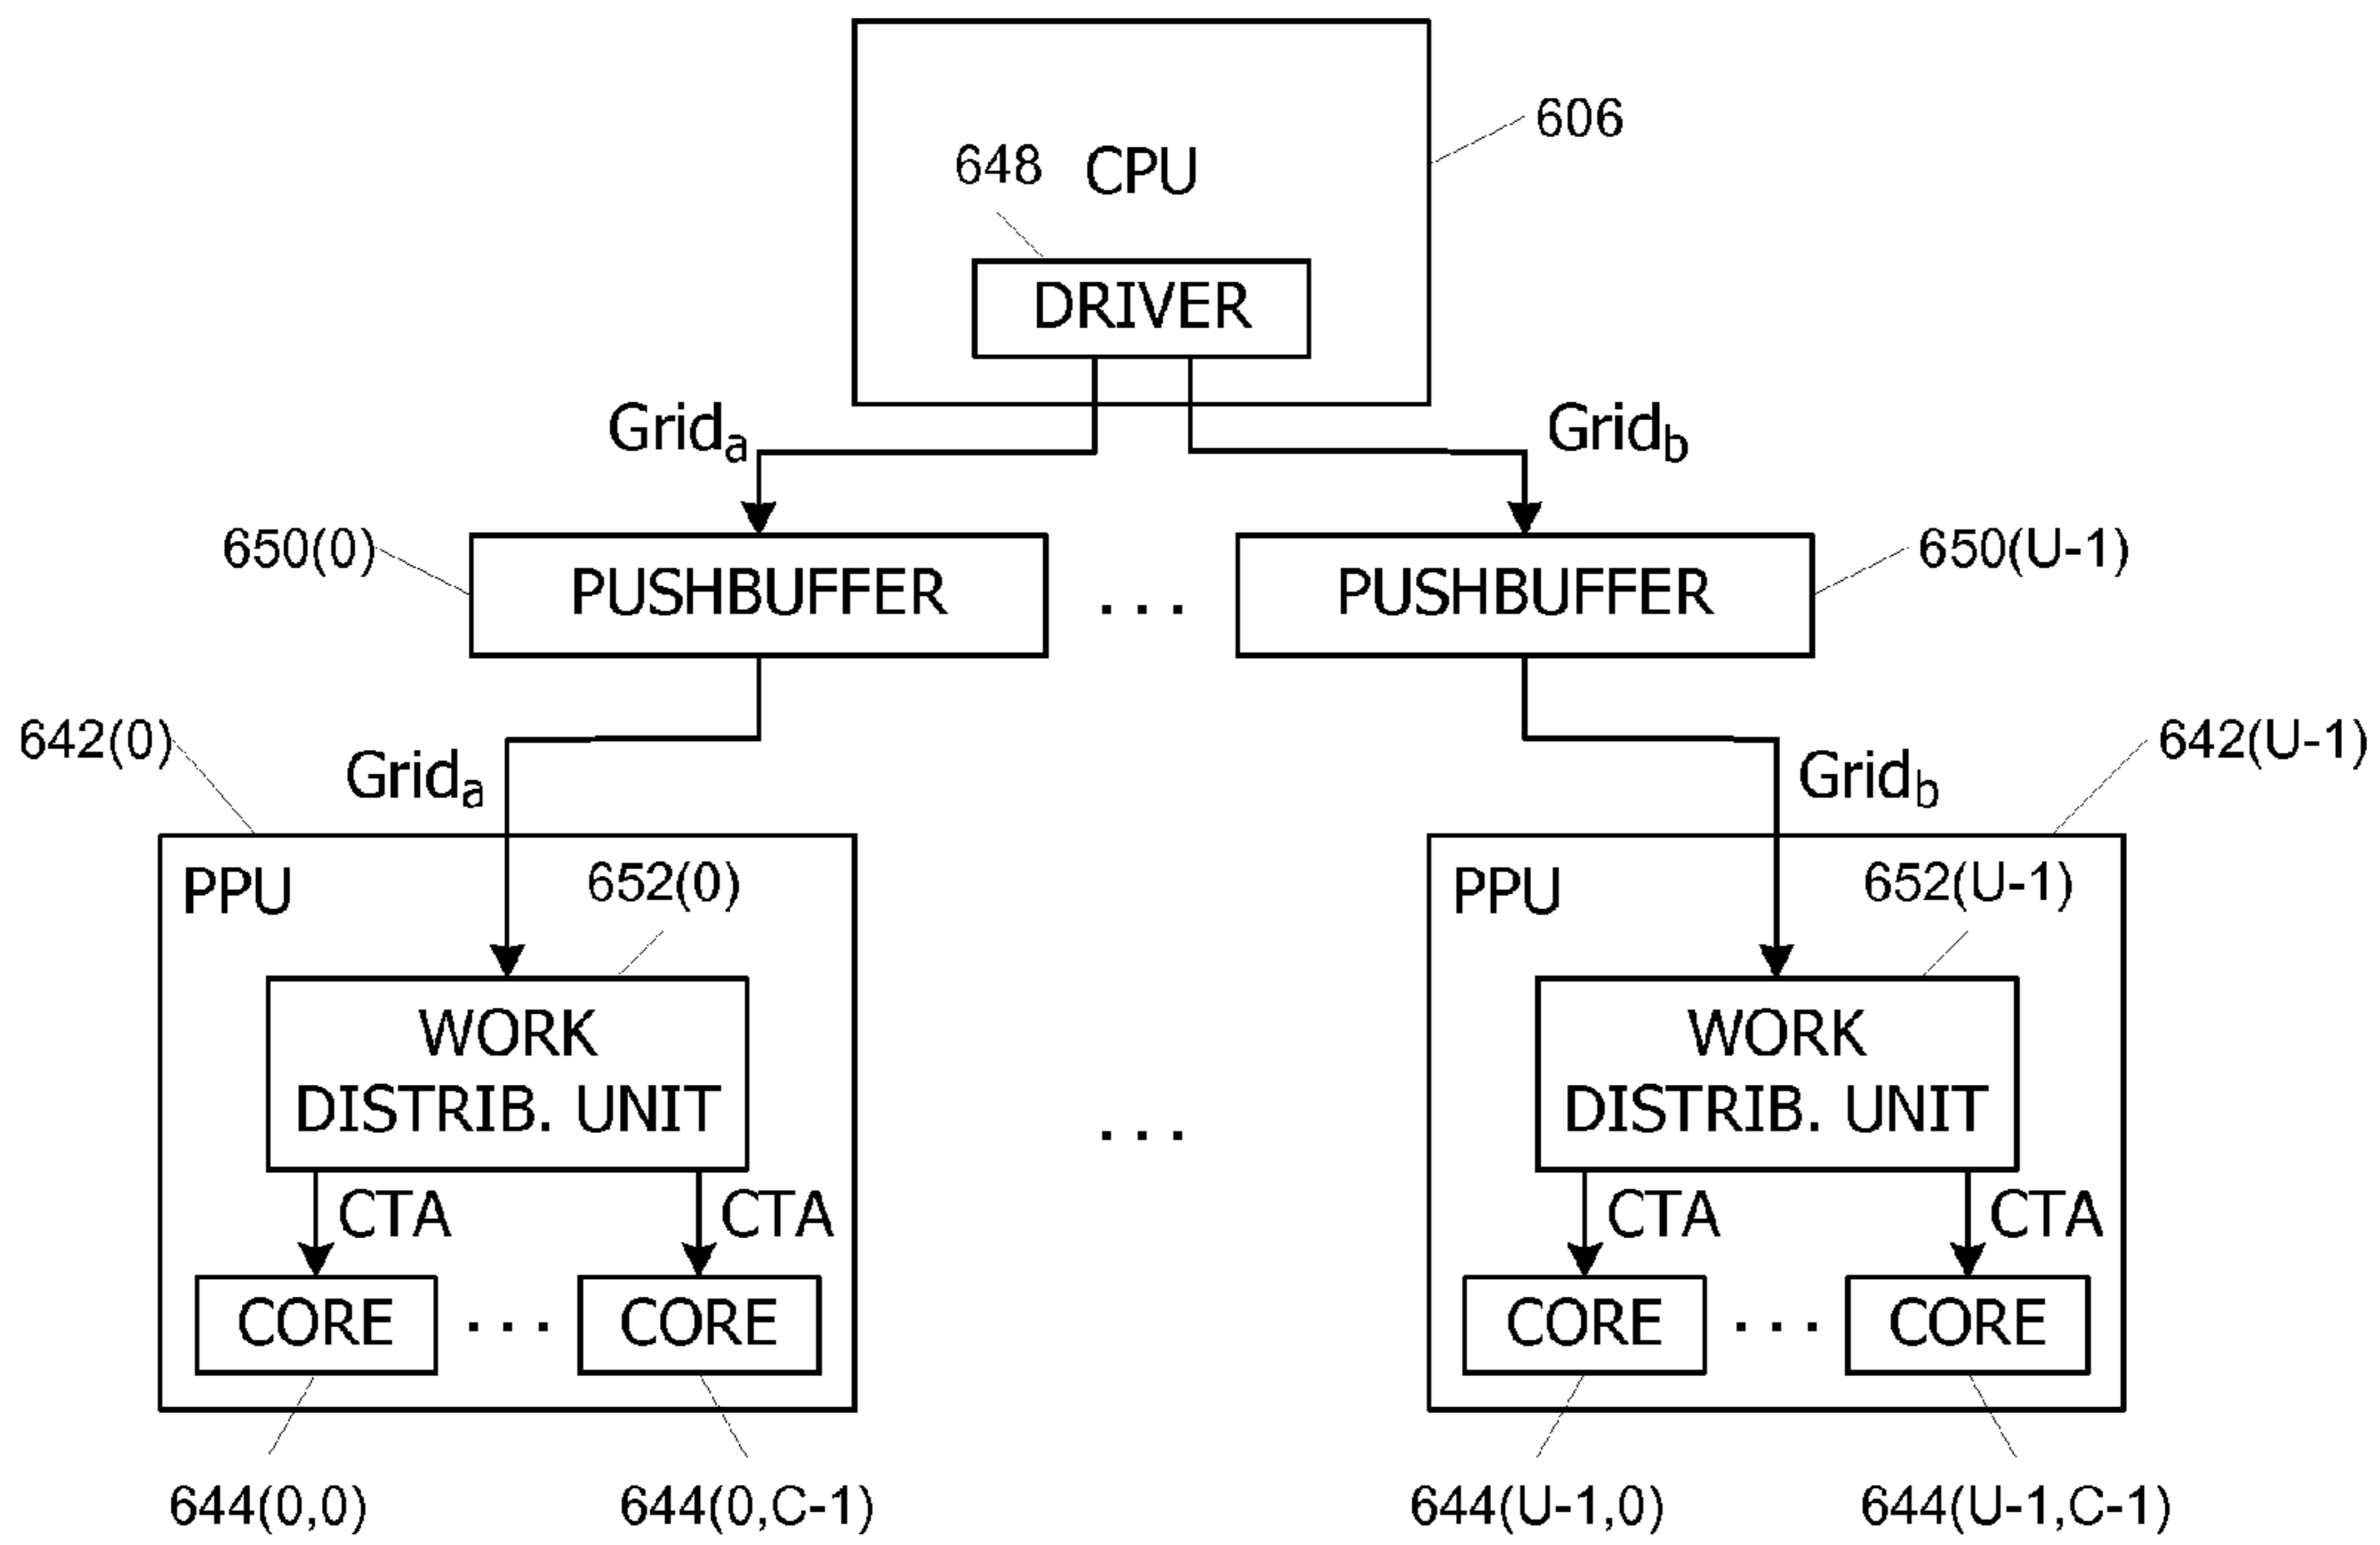 606
648 CPU
DRIVER
Grida Gridb
650(0) PUSHBUFFER ... PUSHBUFFER 650(U-1)
642(0) 642(U-1)
Grida Gridb
PPU 652(0) PPU 652(U-1)
WORK WORK
DISTRIB. UNIT ... DISTRIB. UNIT
CTA CTA CTA CTA
CORE ... CORE CORE ... CORE
644(0,0) 644(0,C-1) 644(U-1,0) 644(U-1,C-1)